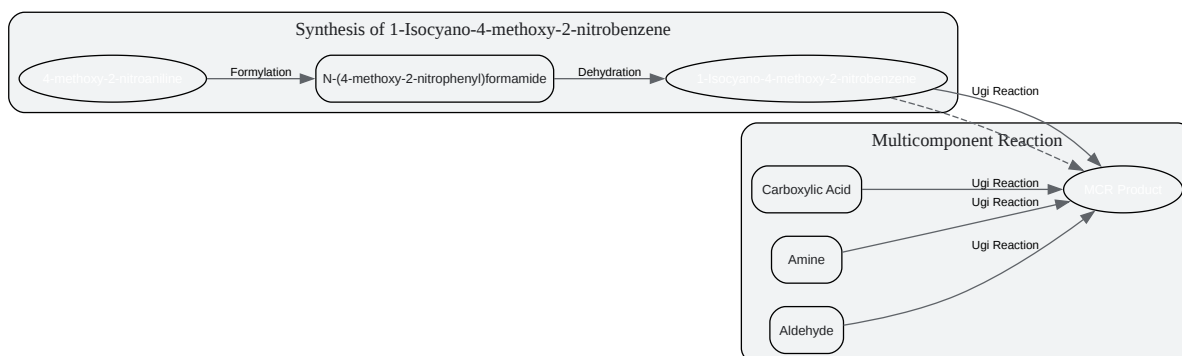 Synthesis of 1-Isocyano-4-methoxy-2-nitrobenzene
4-methoxy-2-nitroaniline
Formylation
N-(4-methoxy-2-nitrophenyl)formamide
Dehydration
1-Isocyano-4-methoxy-2-nitrobenzene
Ugi Reaction
Multicomponent Reaction
Carboxylic Acid
Ugi Reaction
MCR Product
Ugi Reaction
Amine
Ugi Reaction
Aldehyde